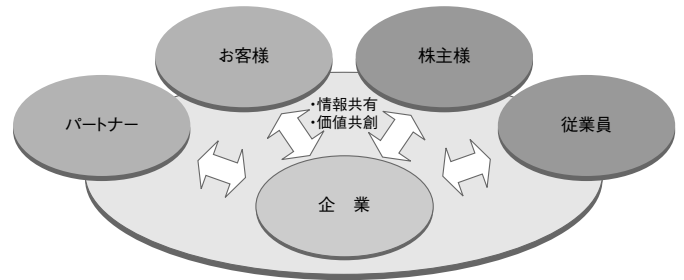 お客様
株主様
パートナー
・情報共有
・価値共創
従業員
企　業